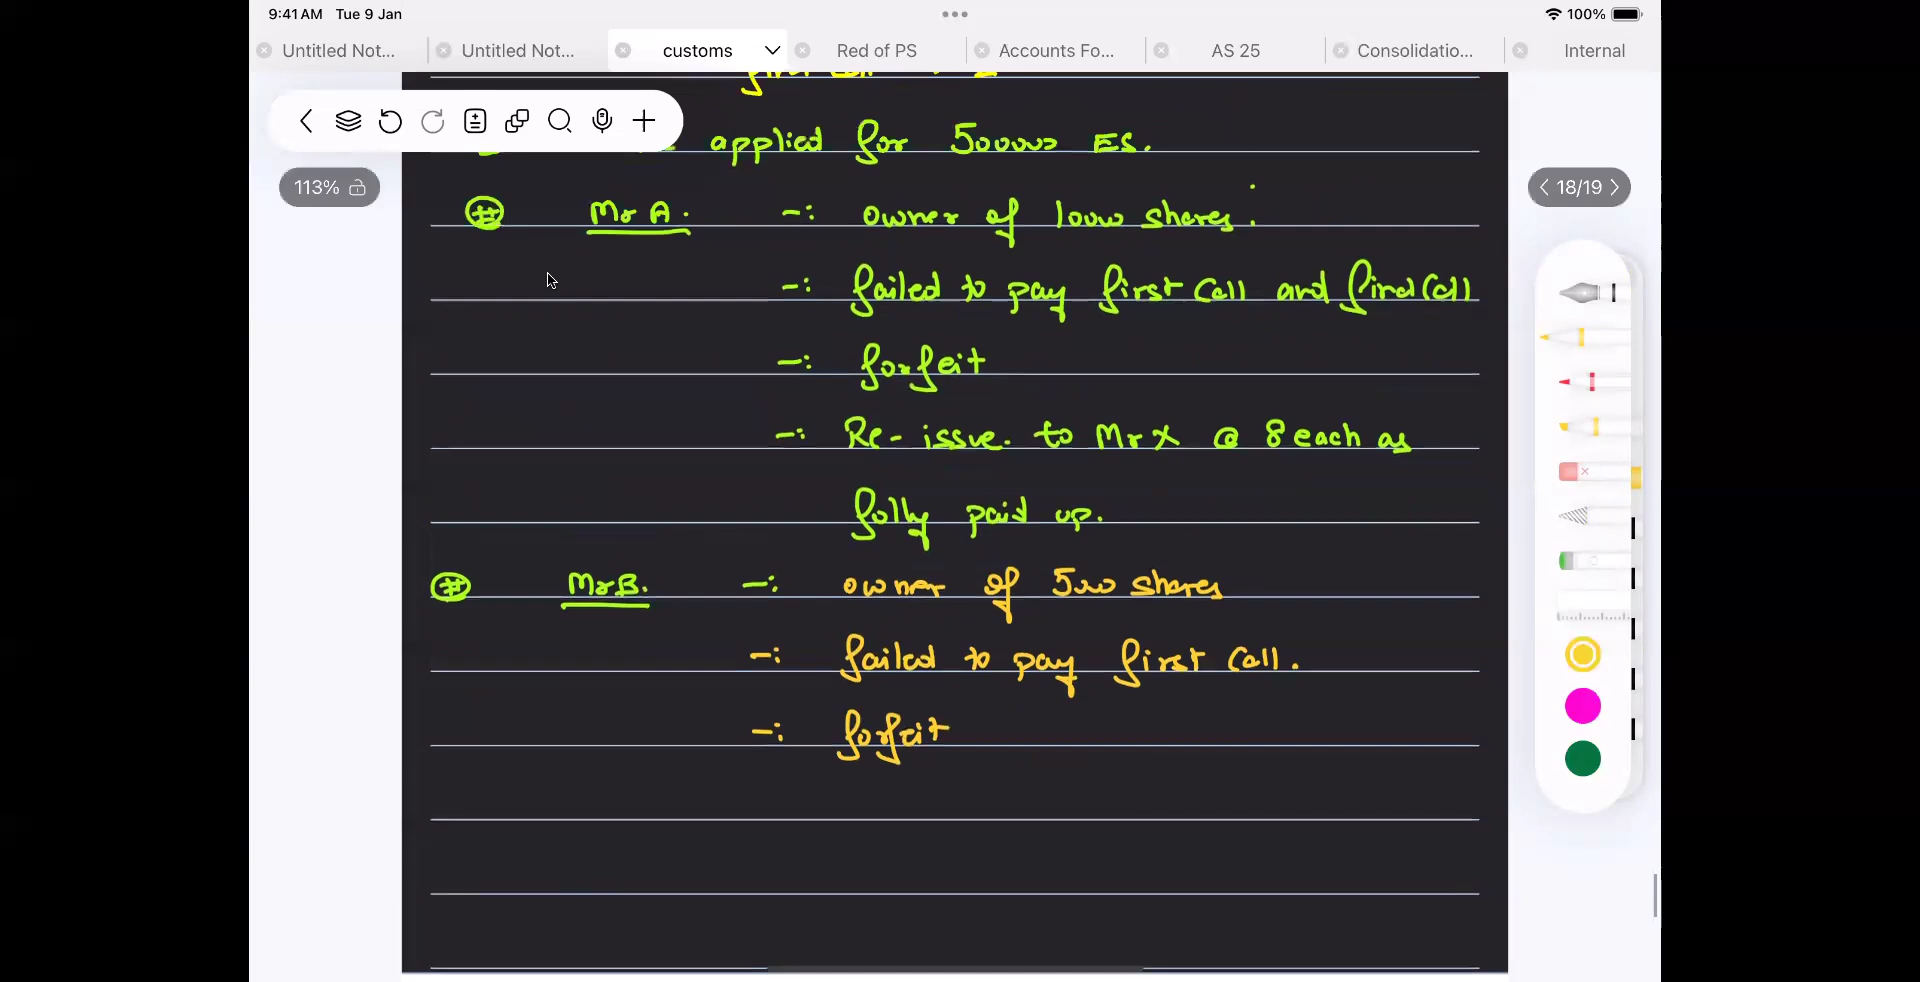 9:41 AM Tue 9 Jan 100%
Untitled Not... Untitled Not... customs Red of PS Accounts Fo... AS 25 Consolidatio... Internal
applied for 500000 ES.
113% 18/19
# Mr A. -: owner of 1000 shares.
-: failed to pay first call and final call
-: forfeit
-: Re-issue. to Mr X @ 8 each as
fully paid up.
# Mr B. -: owner of 500 shares
-: failed to pay first call.
-: forfeit